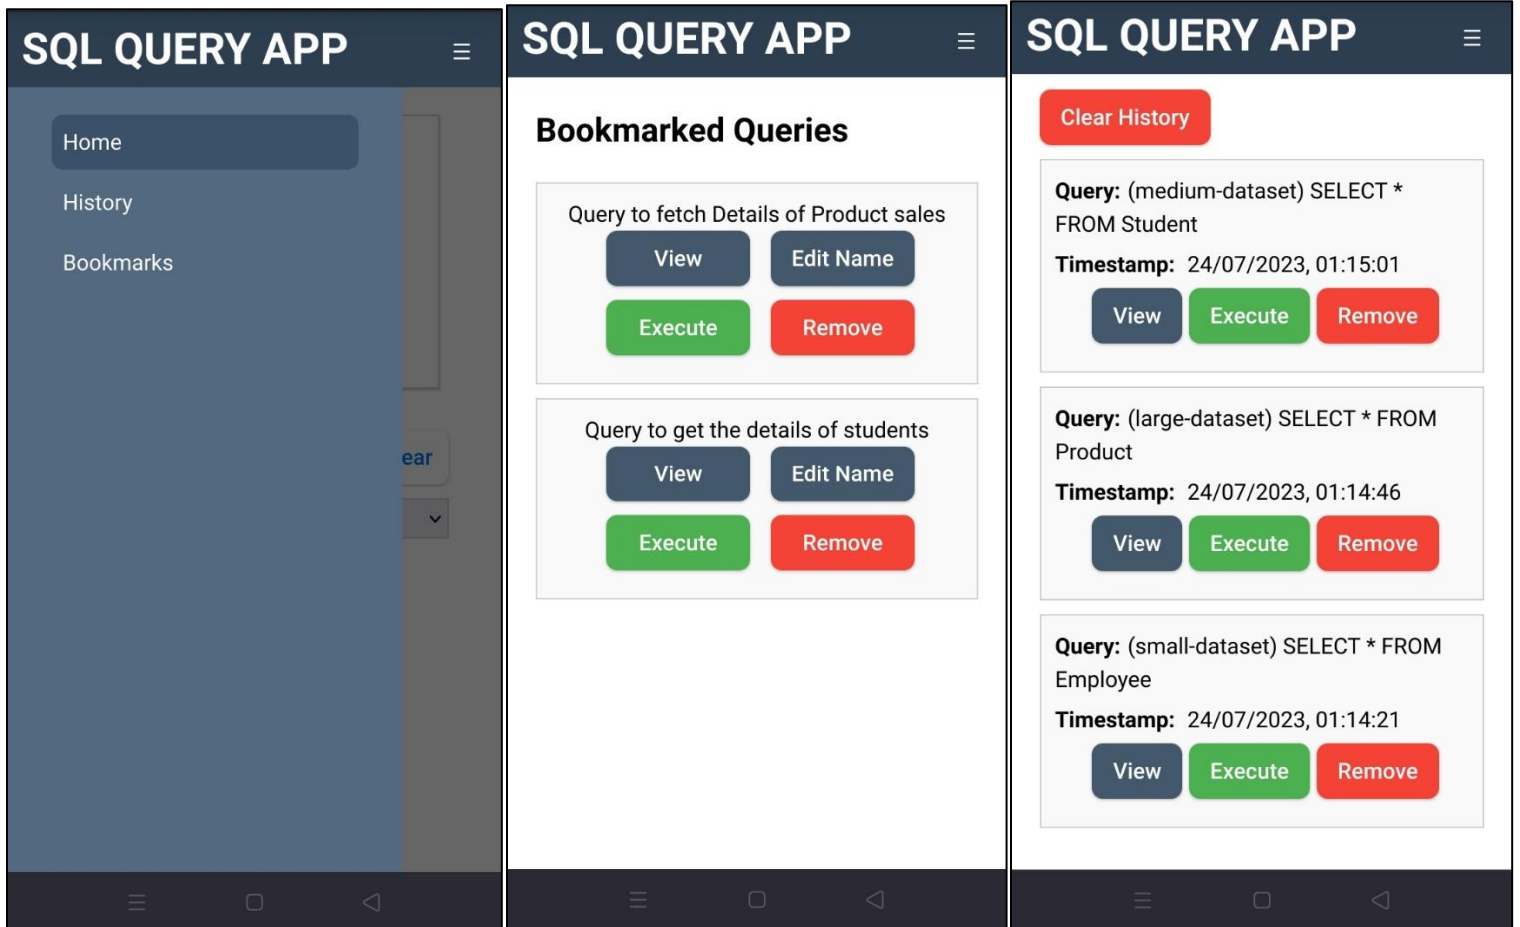 SQL QUERY APP
Home
History
Bookmarks
ear
SQL QUERY APP
Bookmarked Queries
Query to fetch Details of Product sales
View Edit Name
Execute Remove
Query to get the details of students
View Edit Name
Execute Remove
SQL QUERY APP
Clear History
Query: (medium-dataset) SELECT *
FROM Student
Timestamp: 24/07/2023, 01:15:01
View Execute Remove
Query: (large-dataset) SELECT * FROM
Product
Timestamp: 24/07/2023, 01:14:46
View Execute Remove
Query: (small-dataset) SELECT * FROM
Employee
Timestamp: 24/07/2023, 01:14:21
View Execute Remove